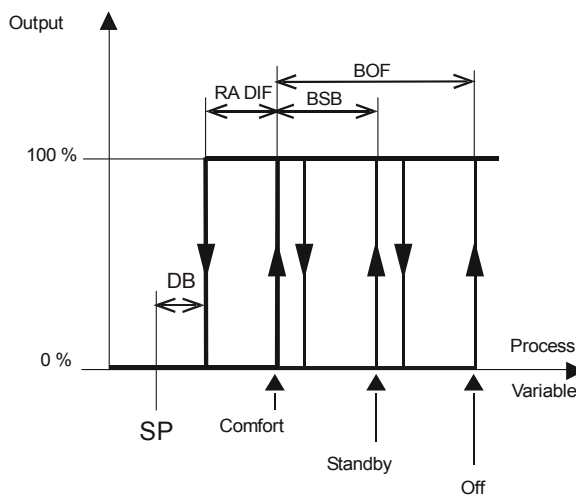 Output
BOF
RA DIF
BSB
100 %
DB
0 %
Process
Variable
SP
Comfort
Standby
Off